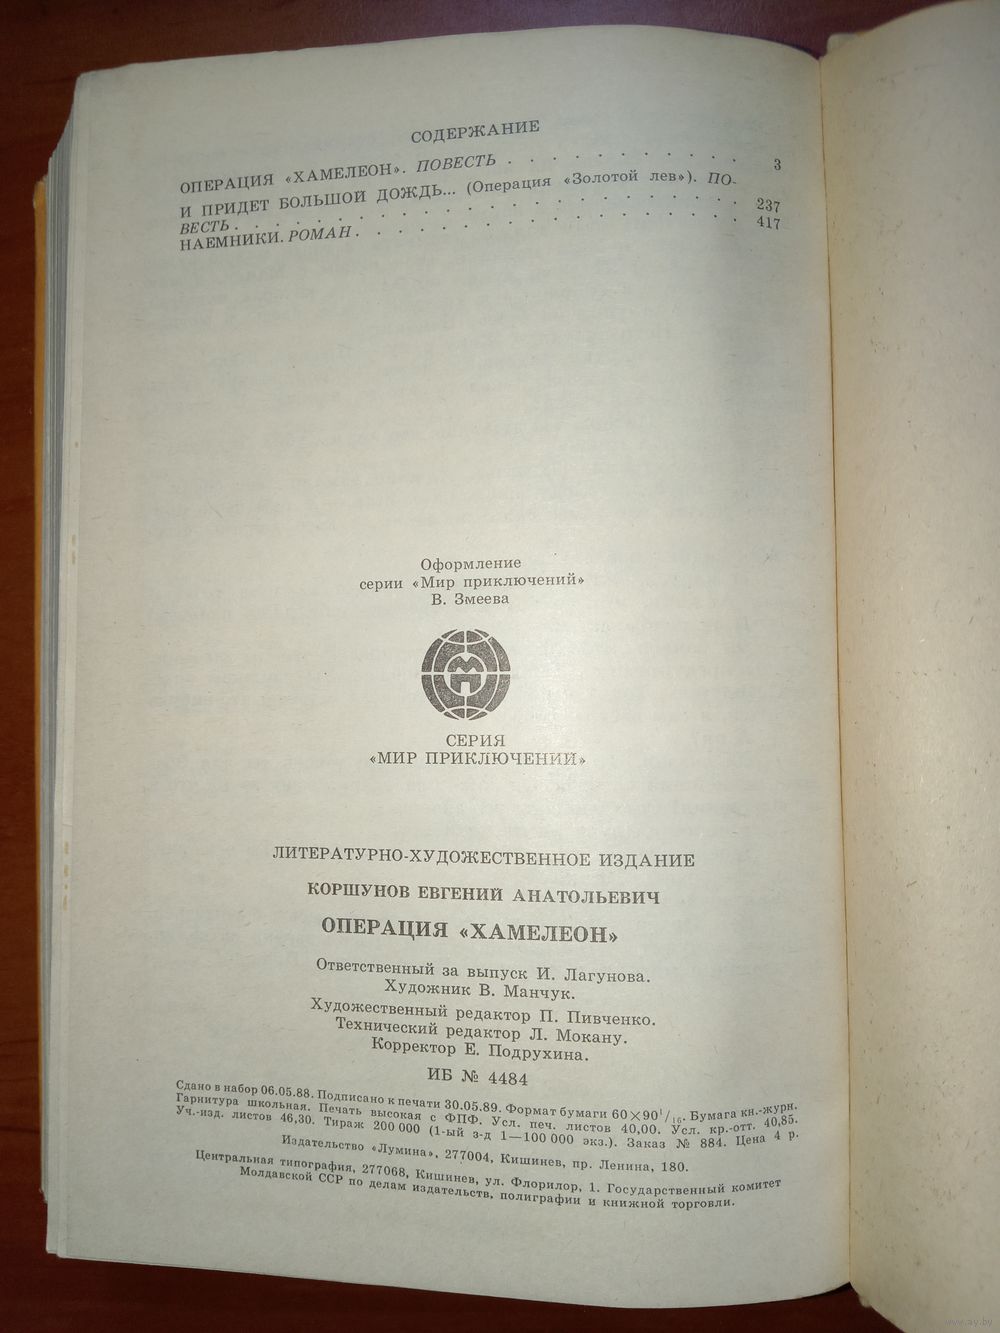 СОДЕРЖАНИЕ
ОПЕРАЦИЯ «ХАМЕЛЕОН». ПОВЕСТЬ . . . . . . . . . . . 3
И ПРИДЕТ БОЛЬШОЙ ДОЖДЬ... (Операция «Золотой лев»). ПО-
ВЕСТЬ . . . . . . . . . . . . . . . . . . . . . . . . 237
НАЕМНИКИ. РОМАН . . . . . . . . . . . . . . . . . . 417
Оформление
серии «Мир приключений»
В. Змеева
МП
СЕРИЯ
«МИР ПРИКЛЮЧЕНИЙ»
ЛИТЕРАТУРНО-ХУДОЖЕСТВЕННОЕ ИЗДАНИЕ
КОРШУНОВ ЕВГЕНИЙ АНАТОЛЬЕВИЧ
ОПЕРАЦИЯ «ХАМЕЛЕОН»
Ответственный за выпуск И. Лагунова.
Художник В. Манчук.
Художественный редактор П. Пивченко.
Технический редактор Л. Мокану.
Корректор Е. Подрухина.
ИБ № 4484
Сдано в набор 06.05.88. Подписано к печати 30.05.89. Формат бумаги 60×90¹/₁₆. Бумага кн.-журн.
Гарнитура школьная. Печать высокая с ФПФ. Усл. печ. листов 40,00. Усл. кр.-отт. 40,85.
Уч.-изд. листов 46,30. Тираж 200 000 (1-ый з-д 1—100 000 экз.). Заказ № 884. Цена 4 р.
Издательство «Лумина», 277004, Кишинев, пр. Ленина, 180.
Центральная типография, 277068, Кишинев, ул. Флорилор, 1. Государственный комитет
Молдавской ССР по делам издательств, полиграфии и книжной торговли.
www.ay.by